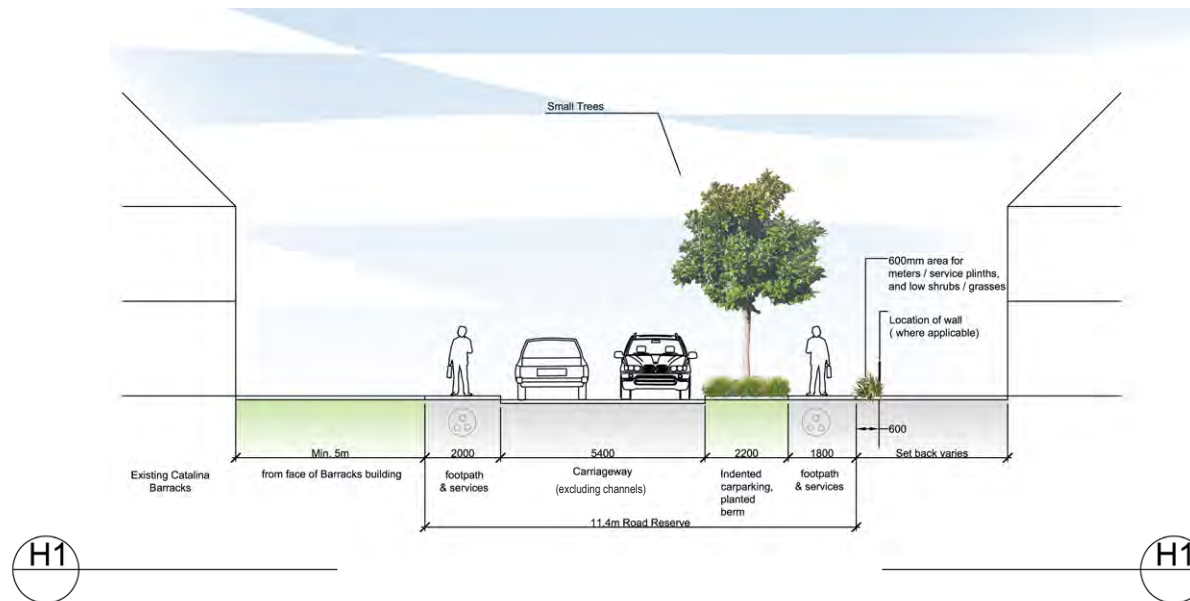 Small Trees
600mm area for
meters / service plinths,
and low shrubs / grasses
Location of wall
( where applicable)
600
Min. 5m
2000
5400
2200
1800
Set back varies
Existing Catalina
Barracks
from face of Barracks building
footpath
& services
Carriageway
(excluding channels)
Indented
carparking,
planted
berm
footpath
& services
11.4m Road Reserve
H1
H1